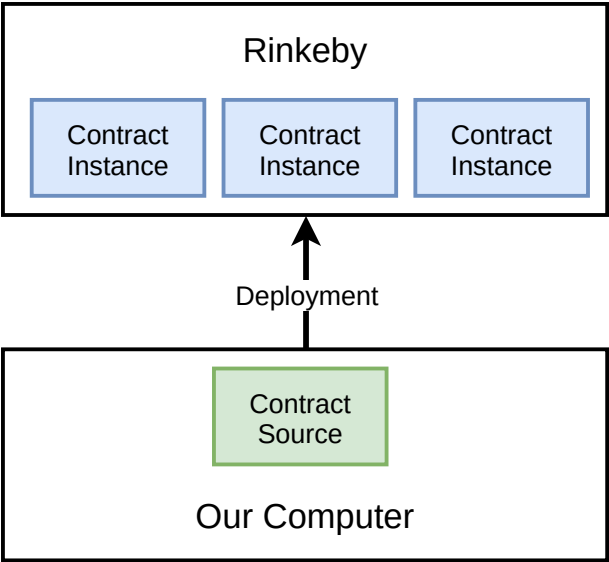 Rinkeby
Contract
Instance
Contract
Instance
Contract
Instance
Deployment
Contract
Source
Our Computer